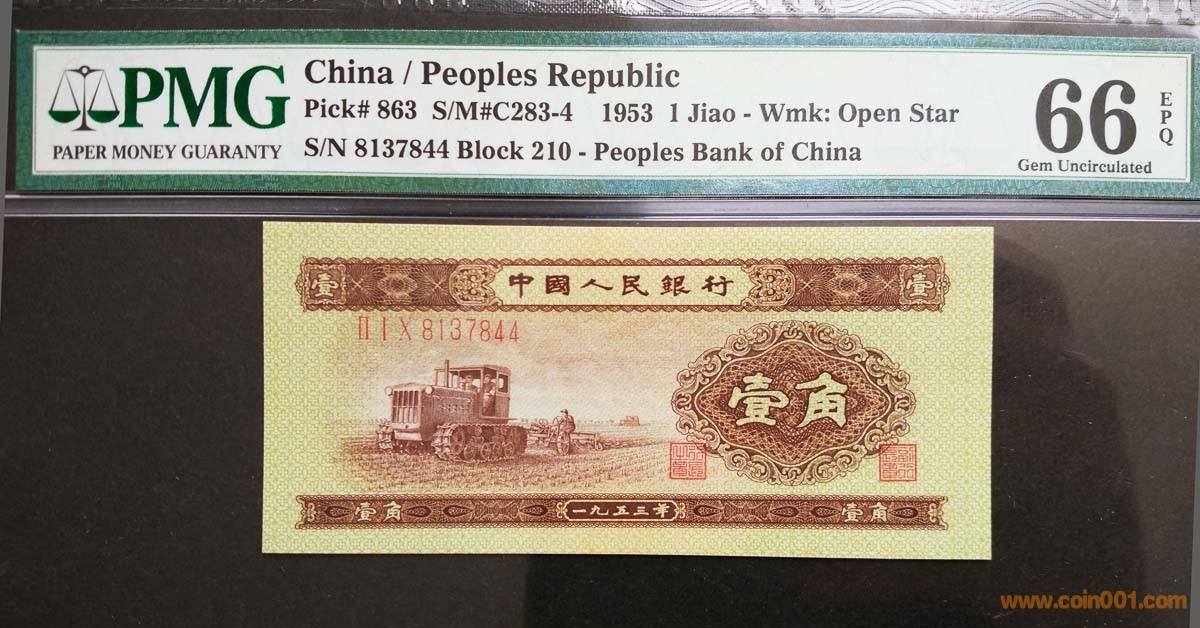 PMG
PAPER MONEY GUARANTY
China / Peoples Republic
Pick# 863 S/M#C283-4 1953 1 Jiao - Wmk: Open Star
S/N 8137844 Block 210 - Peoples Bank of China
66 EPQ
Gem Uncirculated
壹 中國人民銀行 壹
ⅡⅠⅩ 8137844
壹角
壹角 一九五三年 壹角
www.coin001.com